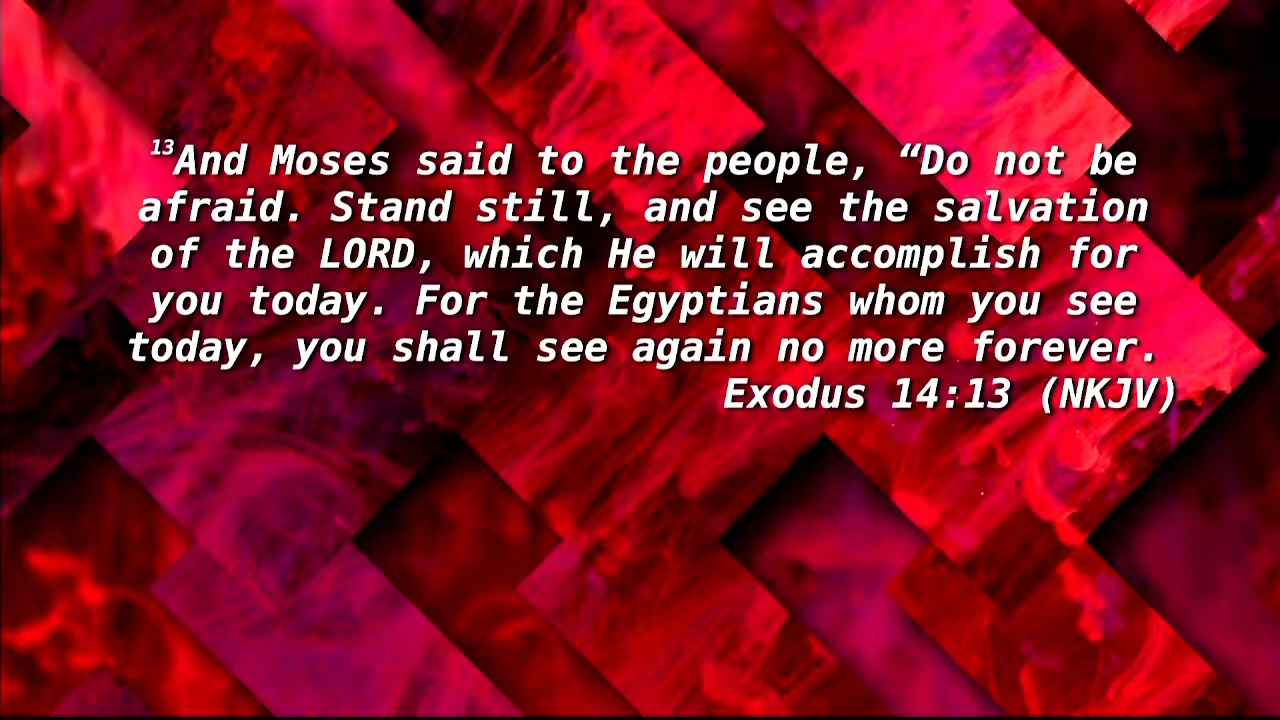 13And Moses said to the people, “Do not be
afraid. Stand still, and see the salvation
of the LORD, which He will accomplish for
you today. For the Egyptians whom you see
today, you shall see again no more forever.
Exodus 14:13 (NKJV)